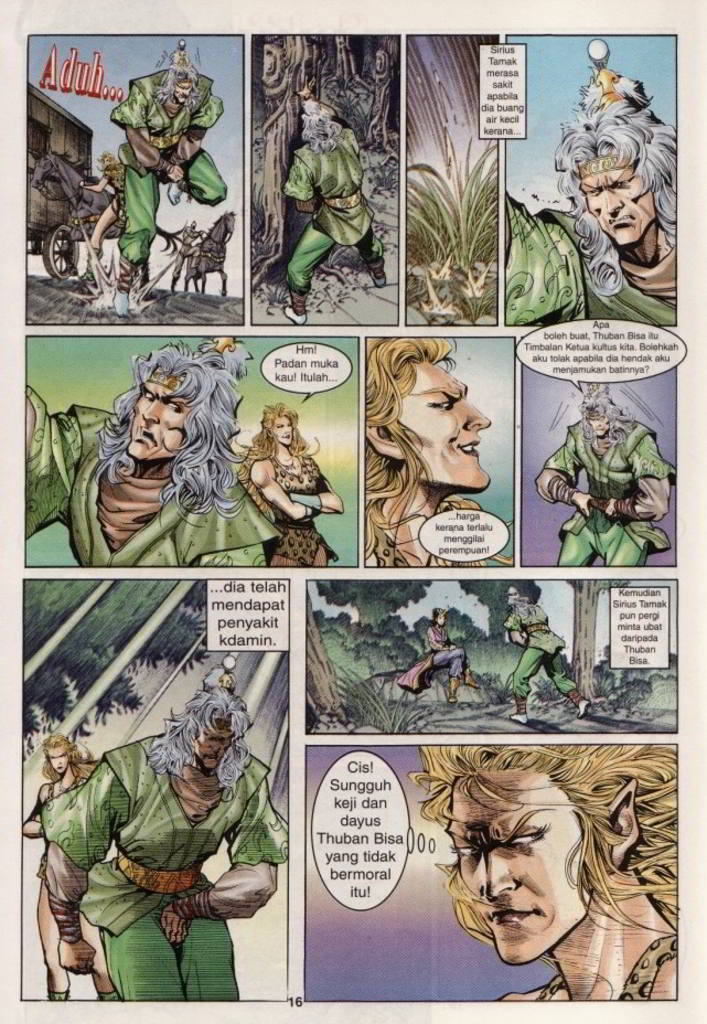 Aduh...
Sirius
Tamak
merasa
sakit
apabila
dia buang
air kecil
kerana...
Hm!
Padan muka
kau! Itulah...
...harga
kerana terlalu
menggilai
perempuan!
Apa
boleh buat, Thuban Bisa itu
Timbalan Ketua kultus kita. Bolehkah
aku tolak apabila dia hendak aku
menjamukan batinnya?
...dia telah
mendapat
penyakit
kdamin.
Kemudian
Sirius Tamak
pun pergi
minta ubat
daripada
Thuban
Bisa.
Cis!
Sungguh
keji dan
dayus
Thuban Bisa
yang tidak
bermoral
itu!
16